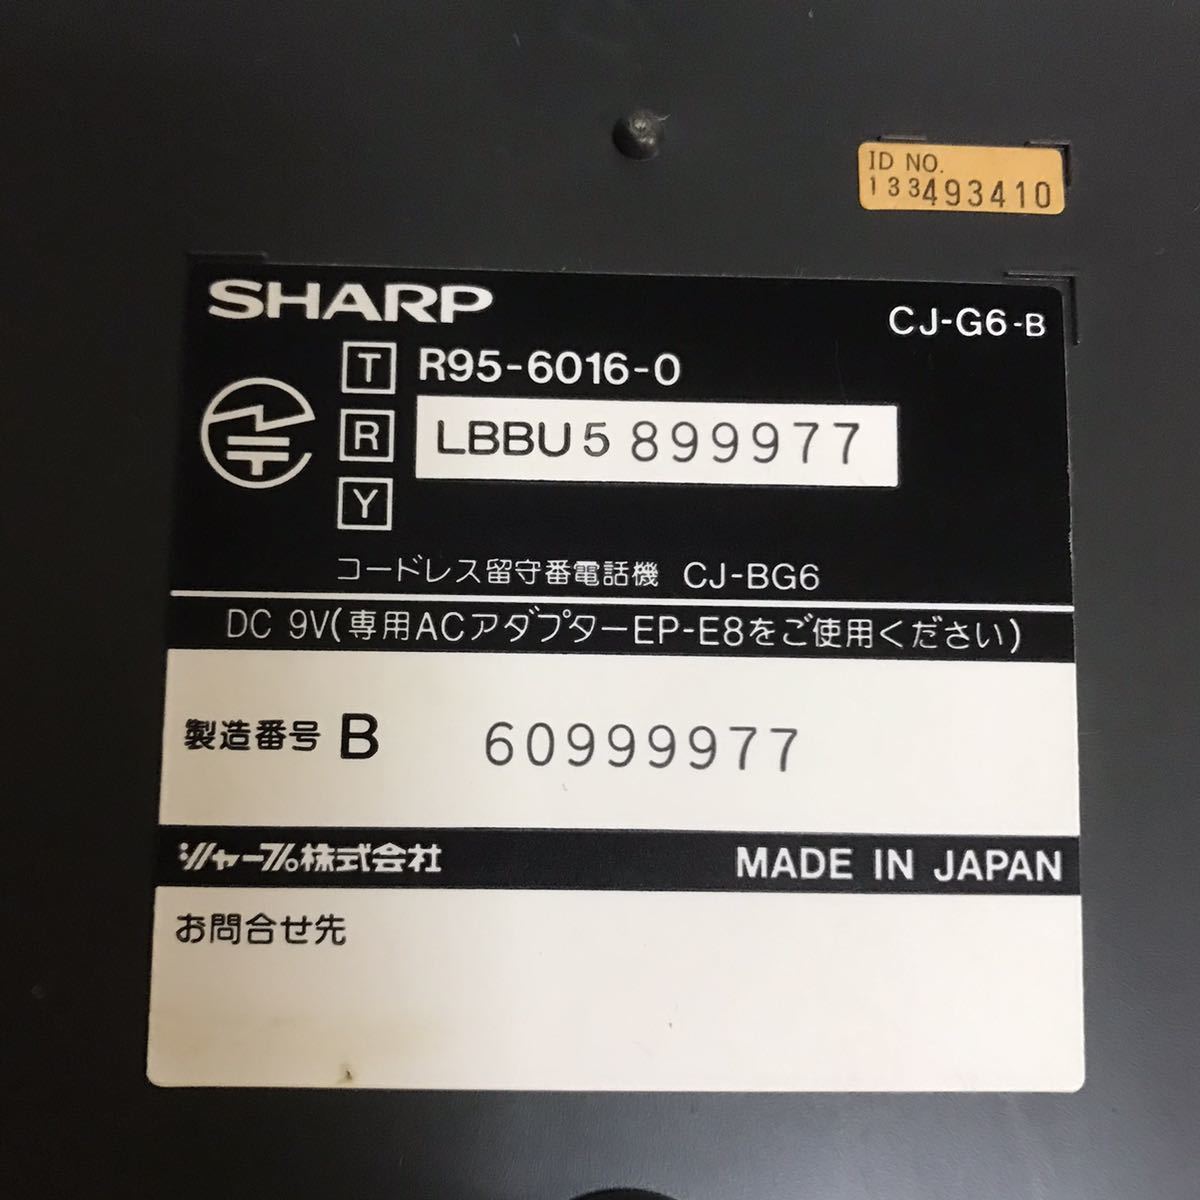 ID NO.
133493410
SHARP
CJ-G6-B
T R95-6016-0
R LBBU5 899977
Y
コードレス留守番電話機 CJ-BG6
DC 9V(専用ACアダプターEP-E8をご使用ください)
製造番号 B 60999977
シャープ株式会社
MADE IN JAPAN
お問合せ先